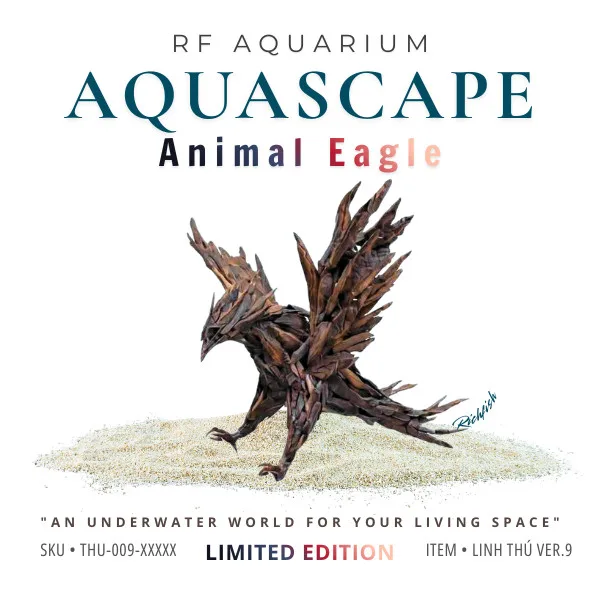 RF AQUARIUM
AQUASCAPE
Animal Eagle
Richfish
"AN UNDERWATER WORLD FOR YOUR LIVING SPACE"
SKU • THU-009-XXXXX
LIMITED EDITION
ITEM • LINH THÚ VER.9